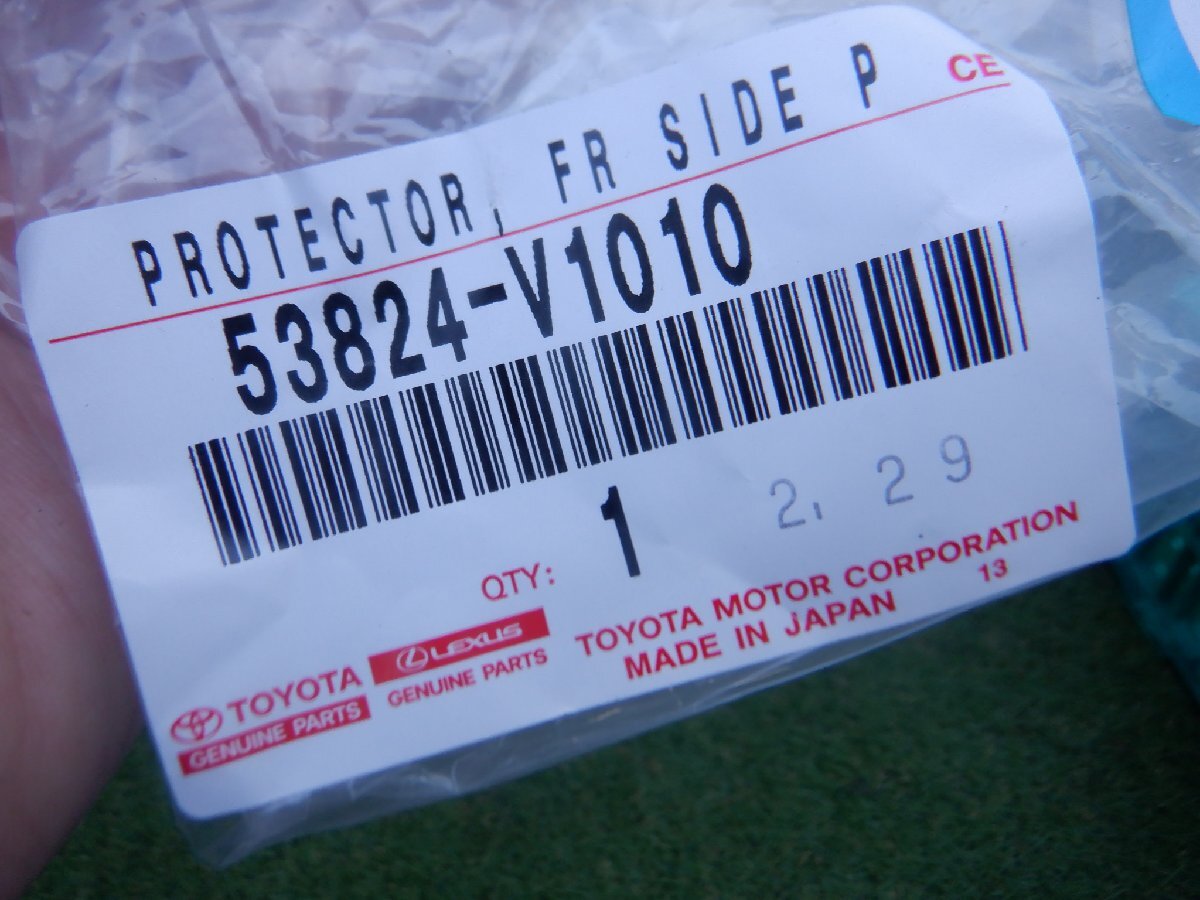 PROTECTOR, FR SIDE P CE
53824-V1010
QTY: 1
2, 29
TOYOTA
GENUINE PARTS
LEXUS
GENUINE PARTS
TOYOTA MOTOR CORPORATION
MADE IN JAPAN 13